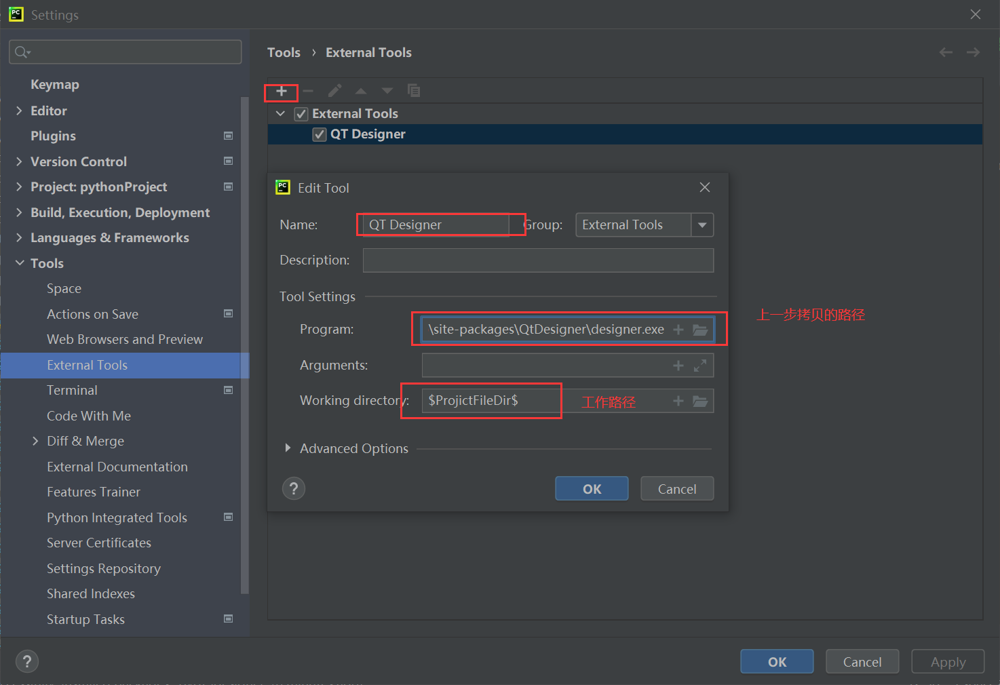 PC
Settings
Keymap
Editor
Plugins
Version Control
Project: pythonProject
Build, Execution, Deployment
Languages & Frameworks
Tools
Space
Actions on Save
Web Browsers and Preview
External Tools
Terminal
Code With Me
Diff & Merge
External Documentation
Features Trainer
Python Integrated Tools
Server Certificates
Settings Repository
Shared Indexes
Startup Tasks
Tools › External Tools
External Tools
QT Designer
PC
Edit Tool
Name: QT Designer Group: External Tools
Description:
Tool Settings
Program: \site-packages\QtDesigner\designer.exe
上一步拷贝的路径
Arguments:
Working directory: $ProjictFileDir$ 工作路径
Advanced Options
? OK Cancel
? OK Cancel Apply